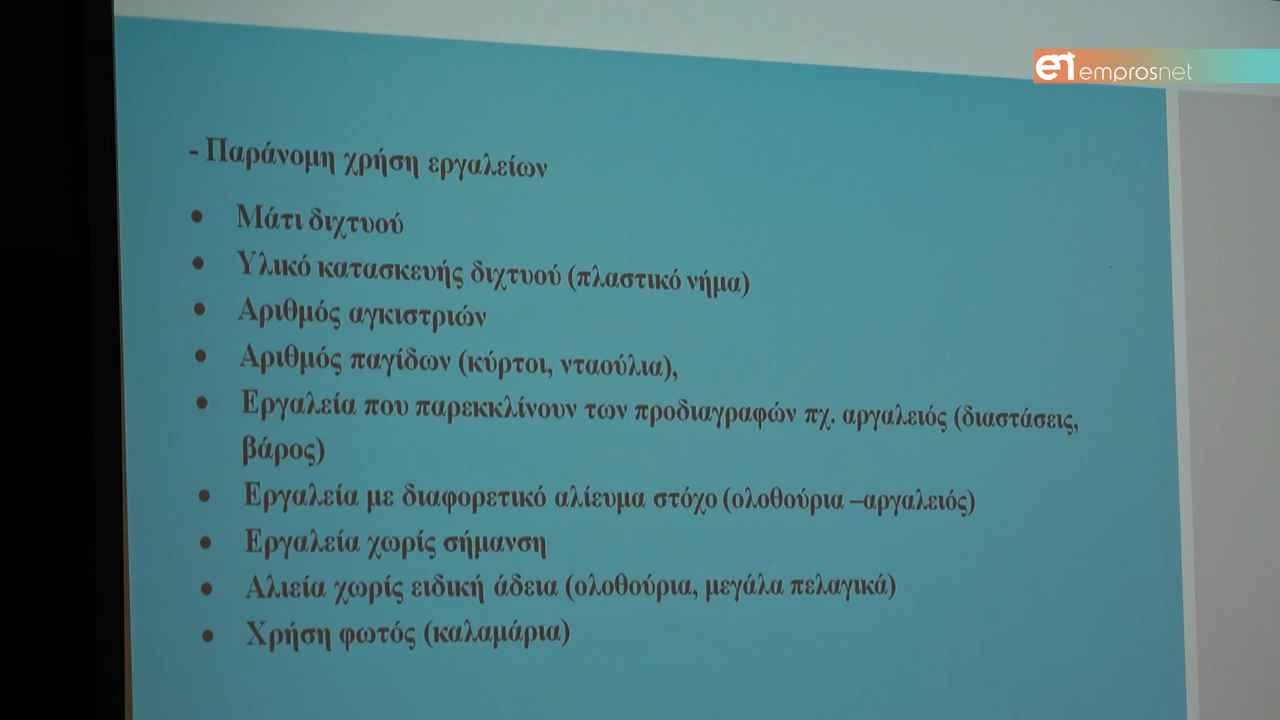 en emprosnet
- Παράνομη χρήση εργαλείων
• Μάτι διχτυού
• Υλικό κατασκευής διχτυού (πλαστικό νήμα)
• Αριθμός αγκιστριών
• Αριθμός παγίδων (κύρτοι, νταούλια),
• Εργαλεία που παρεκκλίνουν των προδιαγραφών πχ. αργαλειός (διαστάσεις,
βάρος)
• Εργαλεία με διαφορετικό αλίευμα στόχο (ολοθούρια –αργαλειός)
• Εργαλεία χωρίς σήμανση
• Αλιεία χωρίς ειδική άδεια (ολοθούρια, μεγάλα πελαγικά)
• Χρήση φωτός (καλαμάρια)